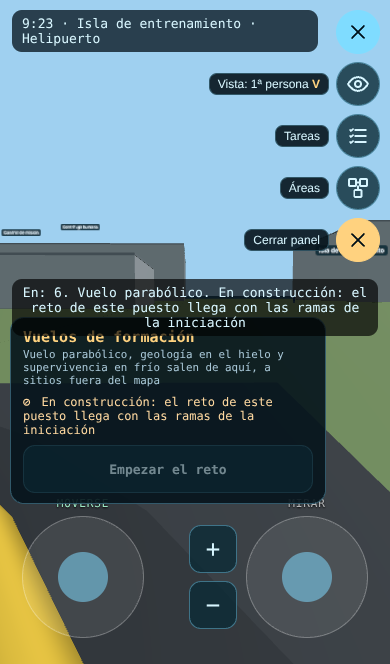 9:23 · Isla de entrenamiento ·
Helipuerto
Vista: 1ª persona V
Tareas
Áreas
Cerrar panel
En: 6. Vuelo parabólico. En construcción: el
reto de este puesto llega con las ramas de
la iniciación
Vuelos de formación
Vuelo parabólico, geología en el hielo y
supervivencia en frío salen de aquí, a
sitios fuera del mapa
⊘ En construcción: el reto de este
puesto llega con las ramas de la
iniciación
Empezar el reto
MOVERSE
MIRAR
+
−